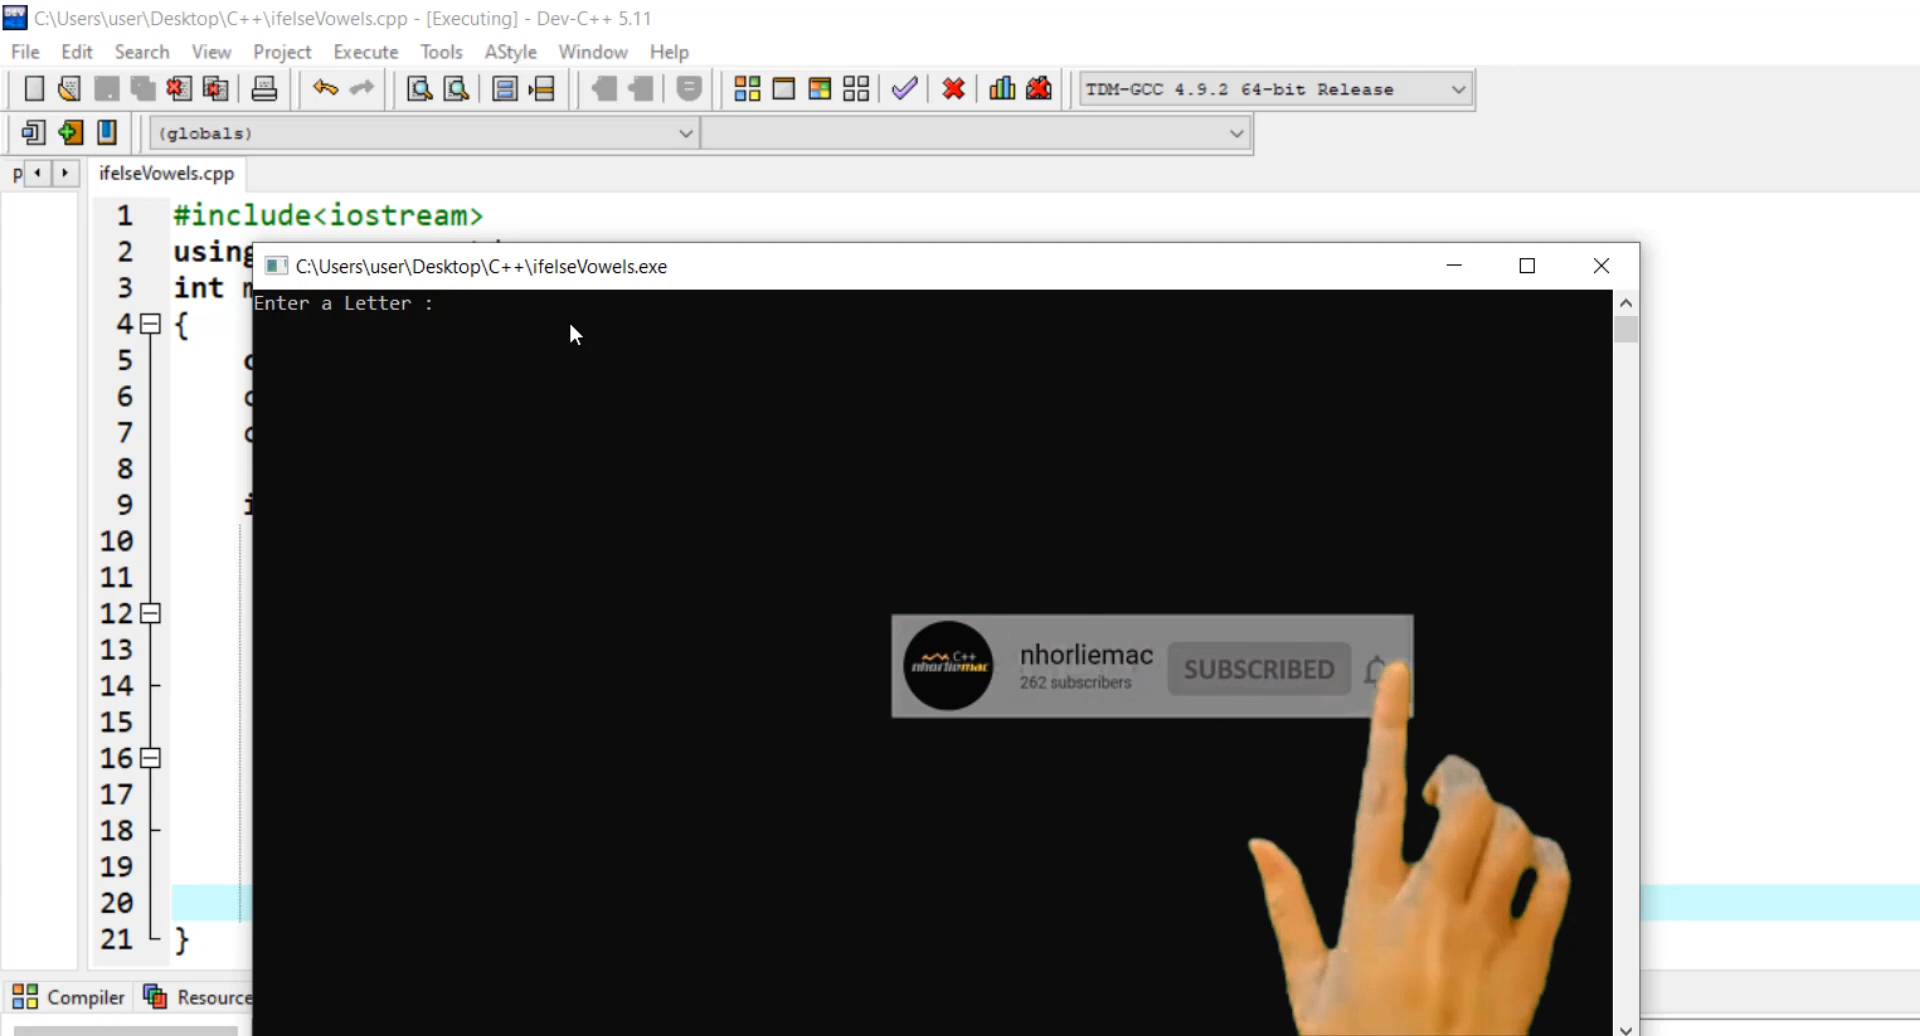 C:\Users\user\Desktop\C++\ifelseVowels.cpp - [Executing] - Dev-C++ 5.11
File Edit Search View Project Execute Tools AStyle Window Help
TDM-GCC 4.9.2 64-bit Release
(globals)
p ifelseVowels.cpp
1 #include<iostream>
2 using
3 int
4 {
5
6
7
8
9
10
11
12
13
14
15
16
17
18
19
20
21 }
C:\Users\user\Desktop\C++\ifelseVowels.exe
Enter a Letter :
C++
nhorliemac
nhorliemac
262 subscribers
SUBSCRIBED
Compiler Resource